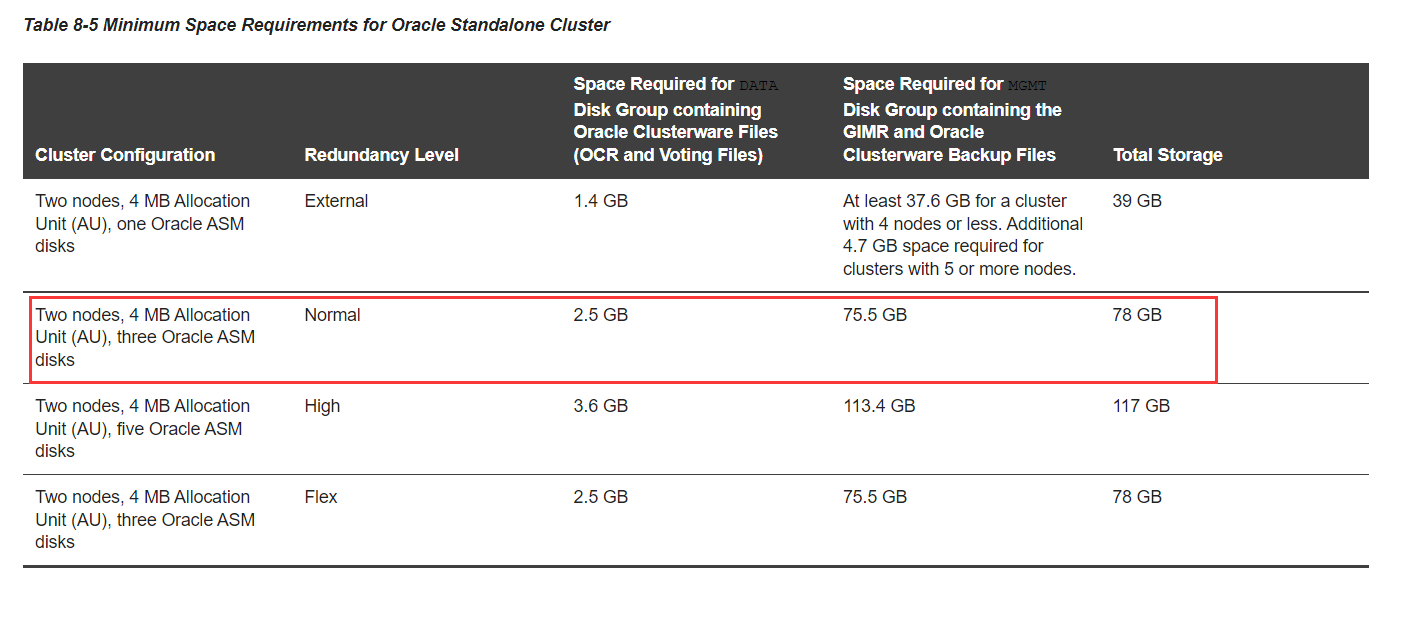 Table 8-5 Minimum Space Requirements for Oracle Standalone Cluster
Cluster Configuration
Redundancy Level
Space Required for DATA
Disk Group containing
Oracle Clusterware Files
(OCR and Voting Files)
Space Required for MGMT
Disk Group containing the
GIMR and Oracle
Clusterware Backup Files
Total Storage
Two nodes, 4 MB Allocation
Unit (AU), one Oracle ASM
disks
External
1.4 GB
At least 37.6 GB for a cluster
with 4 nodes or less. Additional
4.7 GB space required for
clusters with 5 or more nodes.
39 GB
Two nodes, 4 MB Allocation
Unit (AU), three Oracle ASM
disks
Normal
2.5 GB
75.5 GB
78 GB
Two nodes, 4 MB Allocation
Unit (AU), five Oracle ASM
disks
High
3.6 GB
113.4 GB
117 GB
Two nodes, 4 MB Allocation
Unit (AU), three Oracle ASM
disks
Flex
2.5 GB
75.5 GB
78 GB